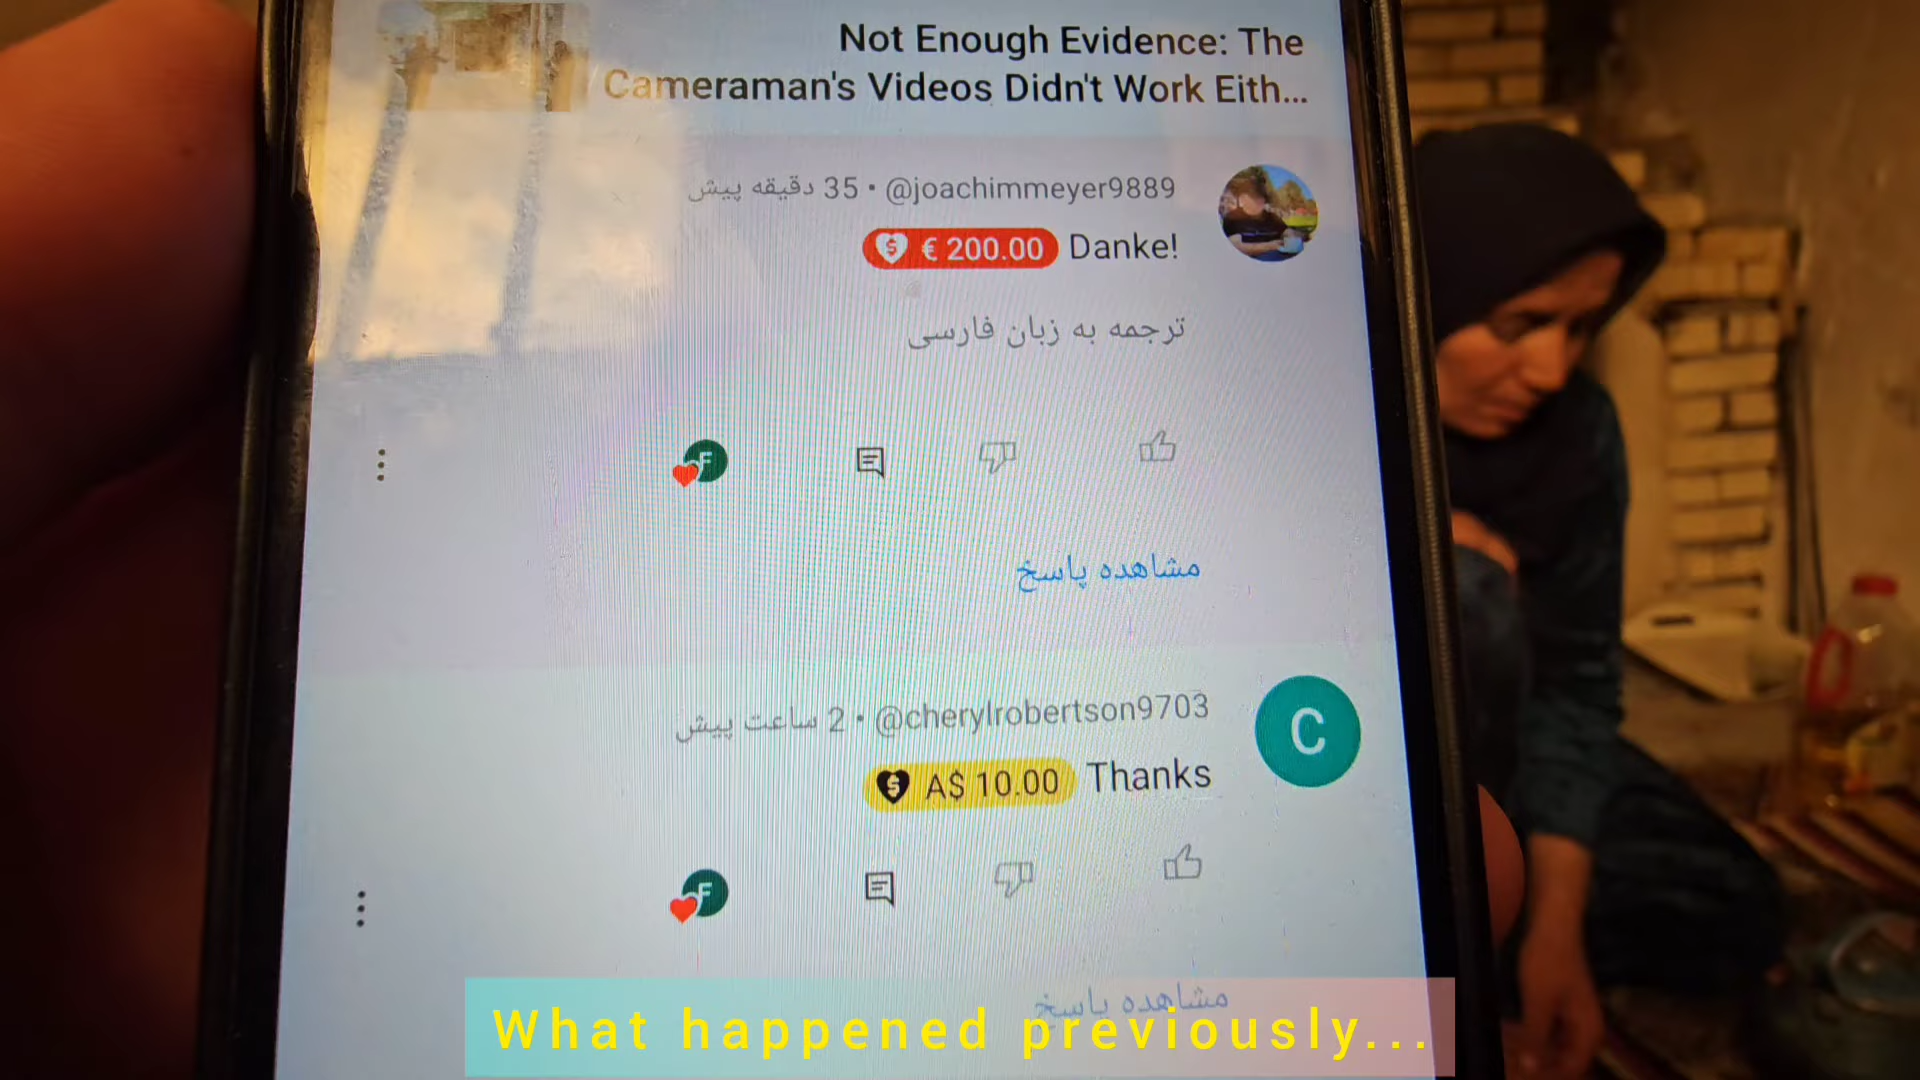 Not Enough Evidence: The
Cameraman's Videos Didn't Work Eith...
@joachimmeyer9889 • 35 دقیقه پیش
€ 200.00 Danke!
ترجمه به زبان فارسی
F
مشاهده پاسخ
@cherylrobertson9703 • 2 ساعت پیش
C
A$ 10.00 Thanks
F
مشاهده پاسخ
What happened previously...